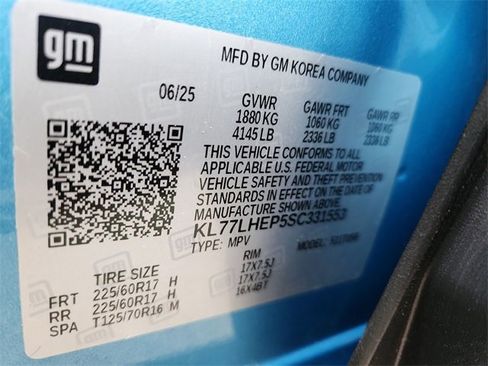 gm
MFD BY GM KOREA COMPANY
06/25 GVWR GAWR FRT GAWR RR
1880 KG 1060 KG 1060 KG
4145 LB 2336 LB 2336 LB
THIS VEHICLE CONFORMS TO ALL
APPLICABLE U.S. FEDERAL MOTOR
VEHICLE SAFETY AND THEFT PREVENTION
STANDARDS IN EFFECT ON THE DATE OF
MANUFACTURE SHOWN ABOVE.
KL77LHEP5SC331553
TYPE: MPV MODEL:
TIRE SIZE RIM
FRT 225/60R17 H 17X7.5J
RR 225/60R17 H 17X7.5J
SPA T125/70R16 M 16X4BT